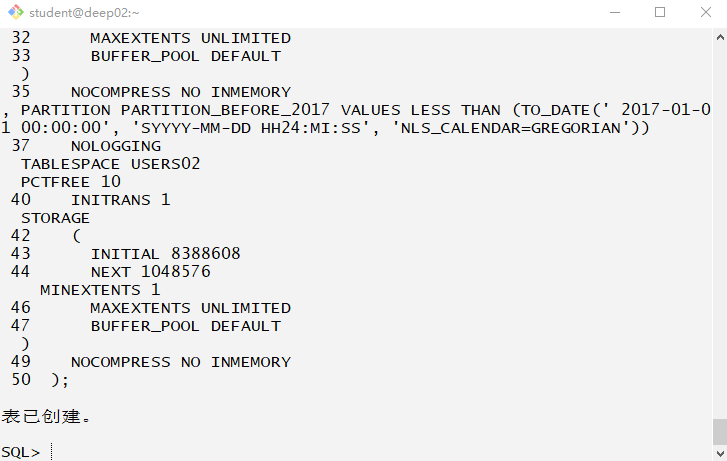 student@deep02:~
32      MAXEXTENTS UNLIMITED
33      BUFFER_POOL DEFAULT
)
35    NOCOMPRESS NO INMEMORY
, PARTITION PARTITION_BEFORE_2017 VALUES LESS THAN (TO_DATE(' 2017-01-0
1 00:00:00', 'SYYYY-MM-DD HH24:MI:SS', 'NLS_CALENDAR=GREGORIAN'))
37    NOLOGGING
TABLESPACE USERS02
PCTFREE 10
40    INITRANS 1
STORAGE
42    (
43      INITIAL 8388608
44      NEXT 1048576
MINEXTENTS 1
46      MAXEXTENTS UNLIMITED
47      BUFFER_POOL DEFAULT
)
49    NOCOMPRESS NO INMEMORY
50  );
表已创建。
SQL>